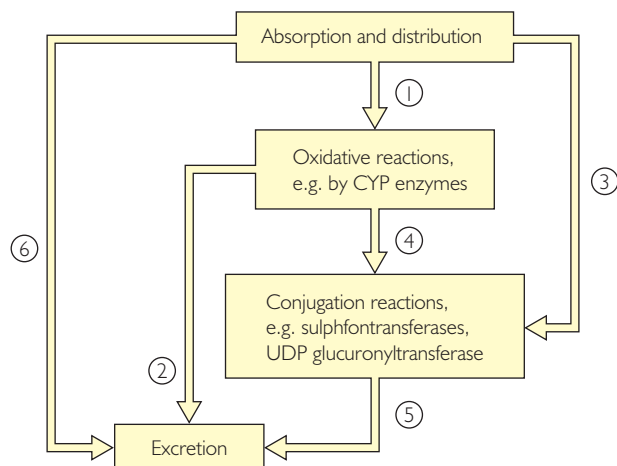 Absorption and distribution
①
Oxidative reactions,
e.g. by CYP enzymes
③
⑥
④
Conjugation reactions,
e.g. sulphfontransferases,
UDP glucuronyltransferase
②
⑤
Excretion